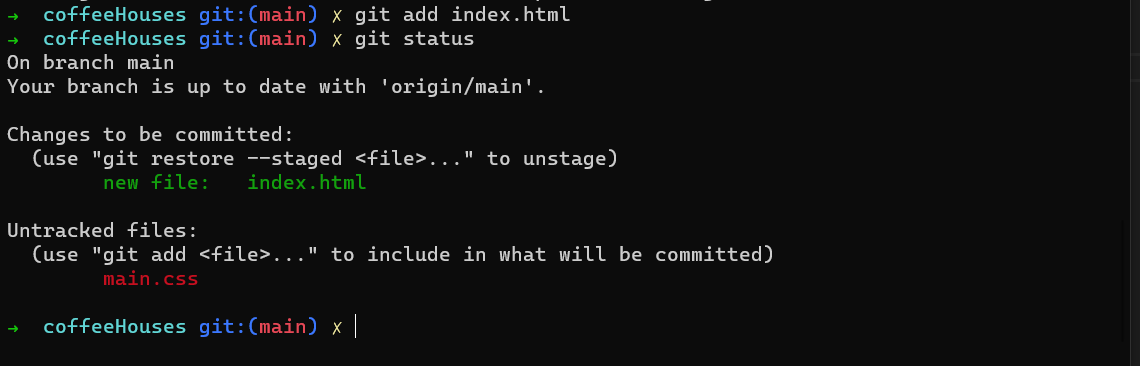 →  coffeeHouses git:(main) ✗ git add index.html
→  coffeeHouses git:(main) ✗ git status
On branch main
Your branch is up to date with 'origin/main'.
Changes to be committed:
  (use "git restore --staged <file>..." to unstage)
        new file:   index.html
Untracked files:
  (use "git add <file>..." to include in what will be committed)
        main.css
→  coffeeHouses git:(main) ✗